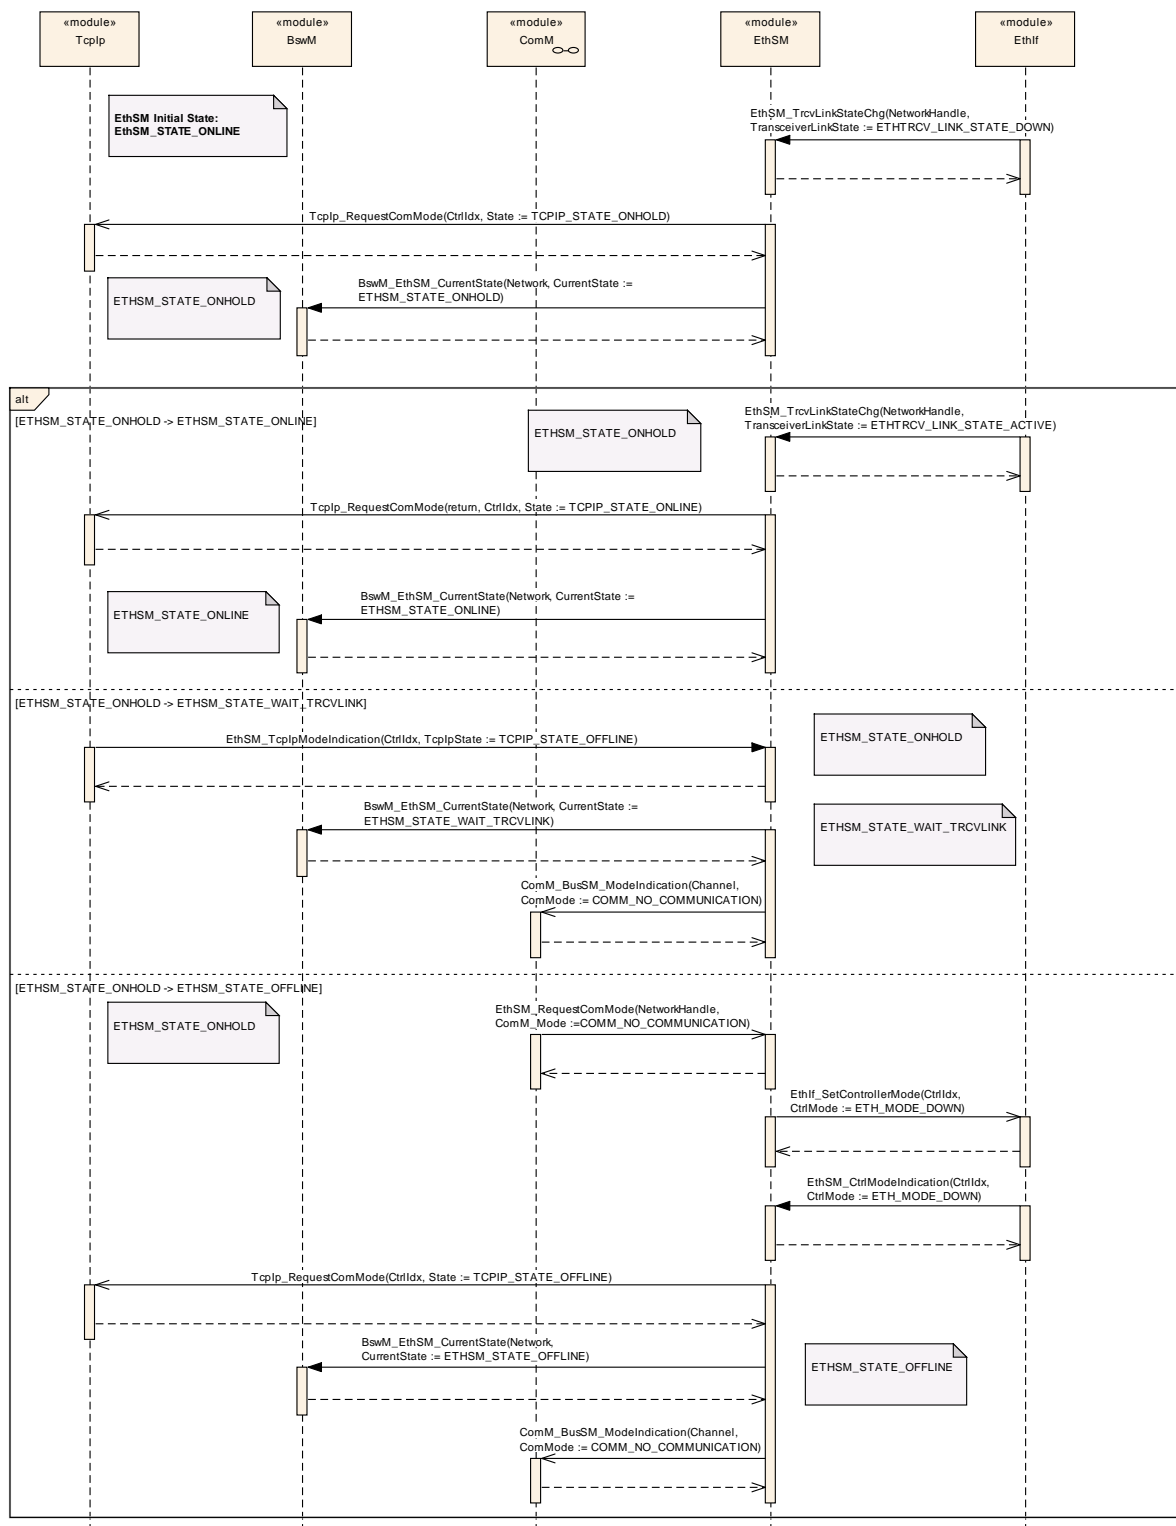 «module»
TcpIp
«module»
BswM
«module»
ComM
«module»
EthSM
«module»
EthIf
EthSM Initial State:
EthSM_STATE_ONLINE
EthSM_TrcvLinkStateChg(NetworkHandle,
TransceiverLinkState := ETHTRCV_LINK_STATE_DOWN)
TcpIp_RequestComMode(CtrlIdx, State := TCPIP_STATE_ONHOLD)
ETHSM_STATE_ONHOLD
BswM_EthSM_CurrentState(Network, CurrentState :=
ETHSM_STATE_ONHOLD)
alt
[ETHSM_STATE_ONHOLD -> ETHSM_STATE_ONLINE]
ETHSM_STATE_ONHOLD
EthSM_TrcvLinkStateChg(NetworkHandle,
TransceiverLinkState := ETHTRCV_LINK_STATE_ACTIVE)
TcpIp_RequestComMode(return, CtrlIdx, State := TCPIP_STATE_ONLINE)
ETHSM_STATE_ONLINE
BswM_EthSM_CurrentState(Network, CurrentState :=
ETHSM_STATE_ONLINE)
[ETHSM_STATE_ONHOLD -> ETHSM_STATE_WAIT_TRCVLINK]
EthSM_TcpIpModeIndication(CtrlIdx, TcpIpState := TCPIP_STATE_OFFLINE)
ETHSM_STATE_ONHOLD
BswM_EthSM_CurrentState(Network, CurrentState :=
ETHSM_STATE_WAIT_TRCVLINK)
ETHSM_STATE_WAIT_TRCVLINK
ComM_BusSM_ModeIndication(Channel,
ComMode := COMM_NO_COMMUNICATION)
[ETHSM_STATE_ONHOLD -> ETHSM_STATE_OFFLINE]
ETHSM_STATE_ONHOLD
EthSM_RequestComMode(NetworkHandle,
ComM_Mode :=COMM_NO_COMMUNICATION)
EthIf_SetControllerMode(CtrlIdx,
CtrlMode := ETH_MODE_DOWN)
EthSM_CtrlModeIndication(CtrlIdx,
CtrlMode := ETH_MODE_DOWN)
TcpIp_RequestComMode(CtrlIdx, State := TCPIP_STATE_OFFLINE)
BswM_EthSM_CurrentState(Network,
CurrentState := ETHSM_STATE_OFFLINE)
ETHSM_STATE_OFFLINE
ComM_BusSM_ModeIndication(Channel,
ComMode := COMM_NO_COMMUNICATION)